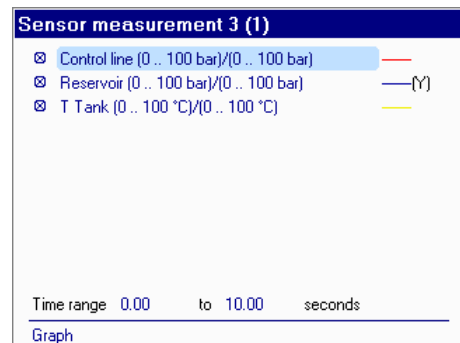 Sensor measurement 3 (1)
Control line (0 .. 100 bar)/(0 .. 100 bar)
Reservoir (0 .. 100 bar)/(0 .. 100 bar) (Y)
T Tank (0 .. 100 °C)/(0 .. 100 °C)
Time range 0.00 to 10.00 seconds
Graph